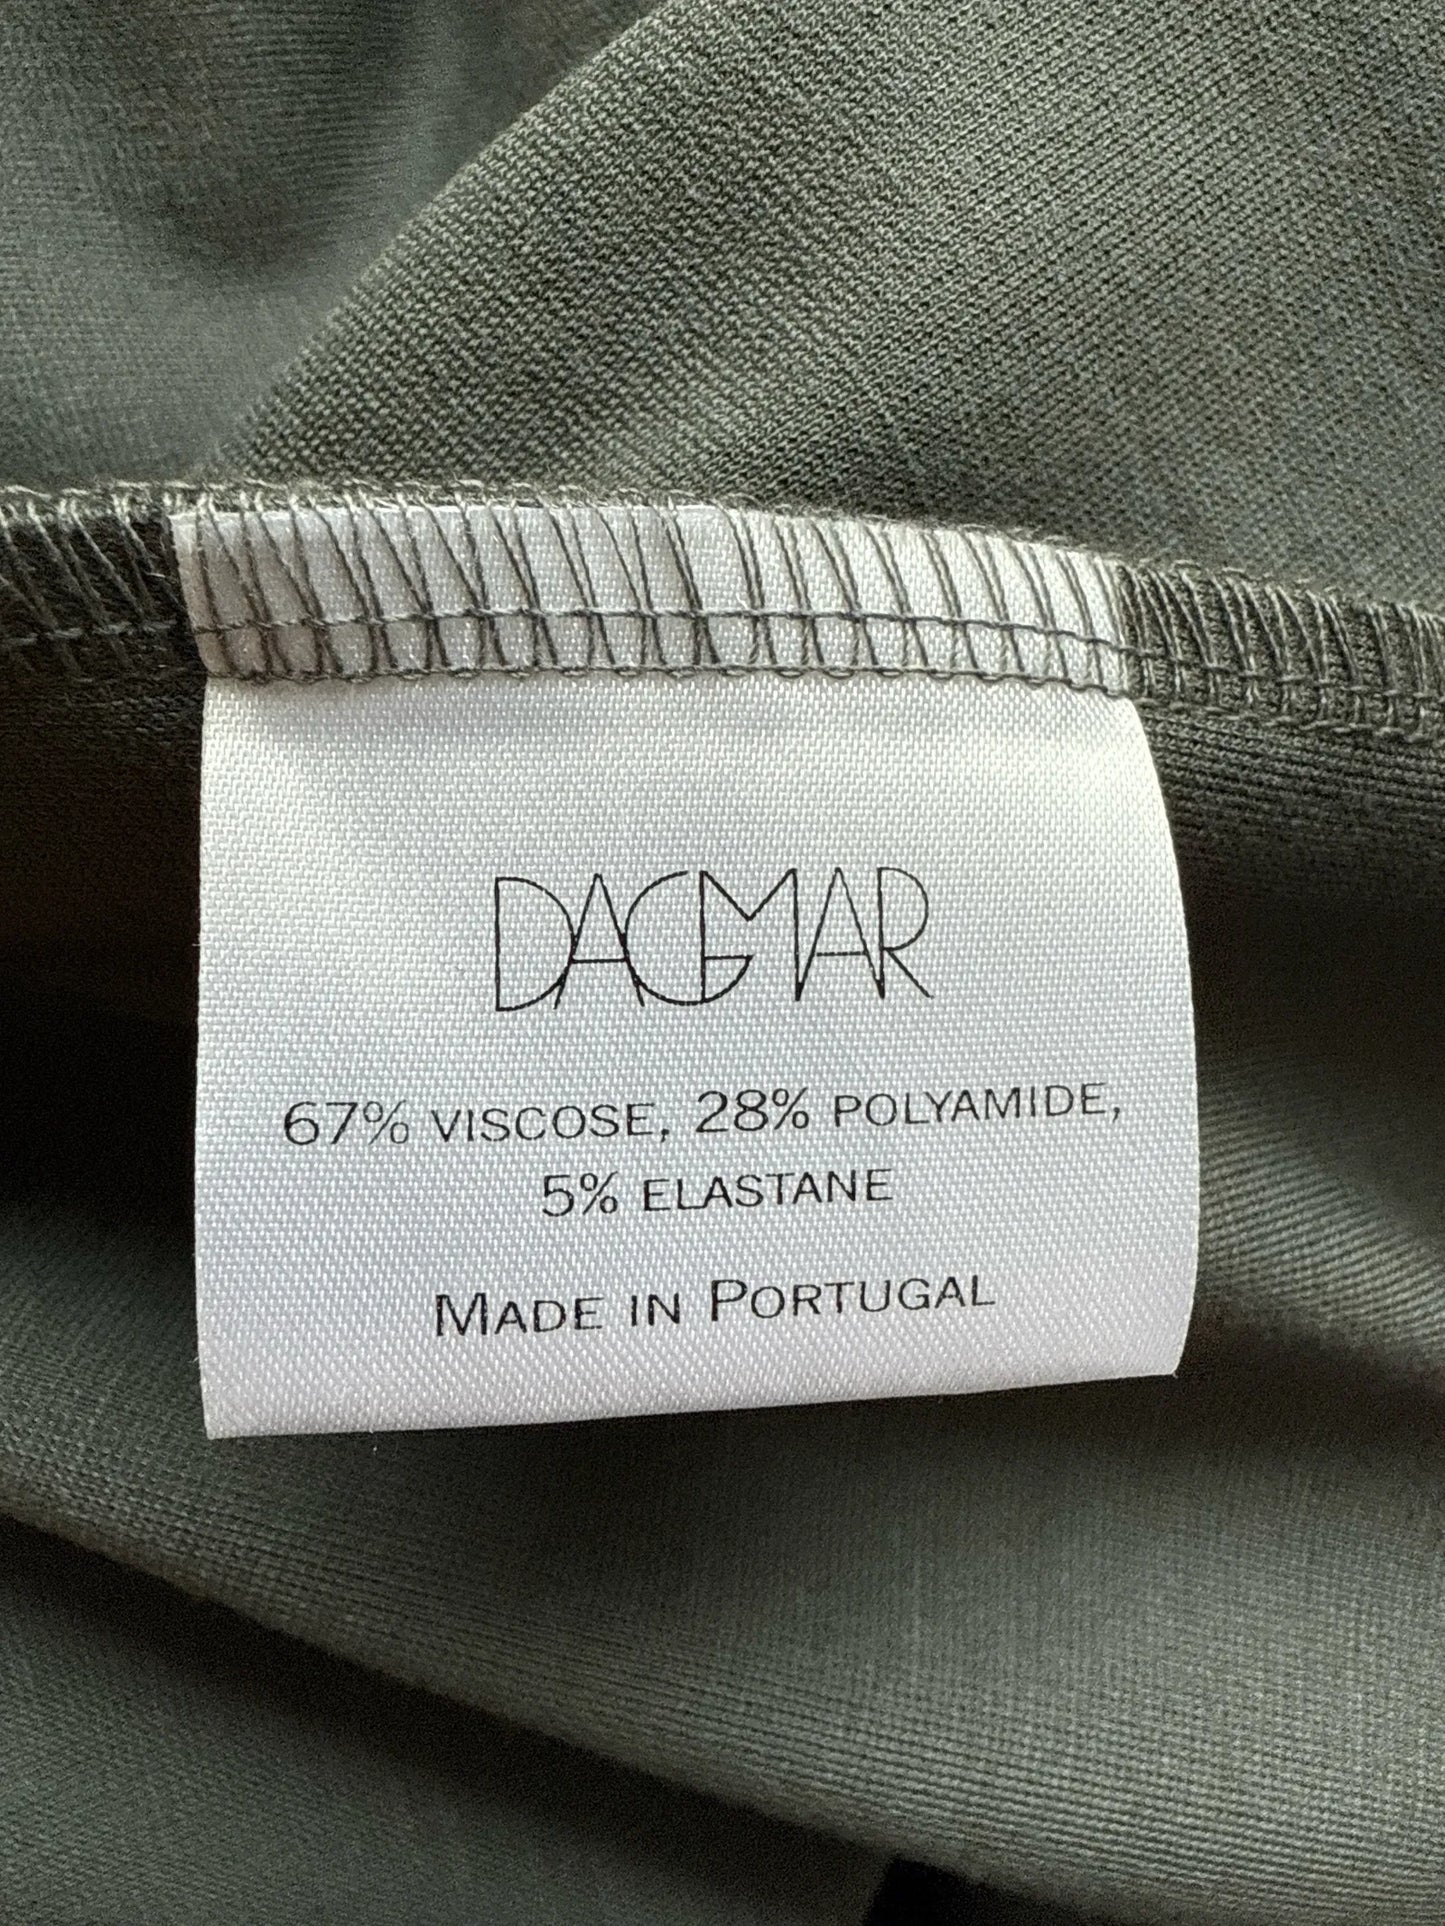 DAGMAR
67% VISCOSE, 28% POLYAMIDE,
5% ELASTANE
MADE IN PORTUGAL